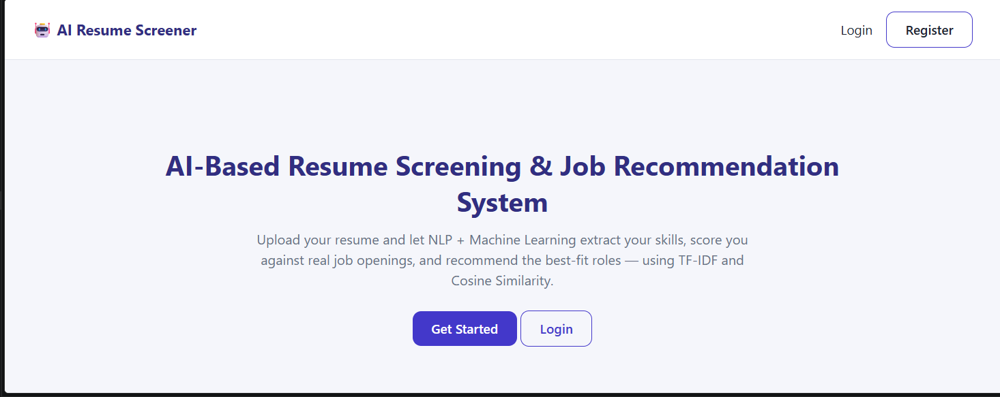 AI Resume Screener
Login
Register
AI-Based Resume Screening & Job Recommendation
System
Upload your resume and let NLP + Machine Learning extract your skills, score you
against real job openings, and recommend the best-fit roles — using TF-IDF and
Cosine Similarity.
Get Started
Login